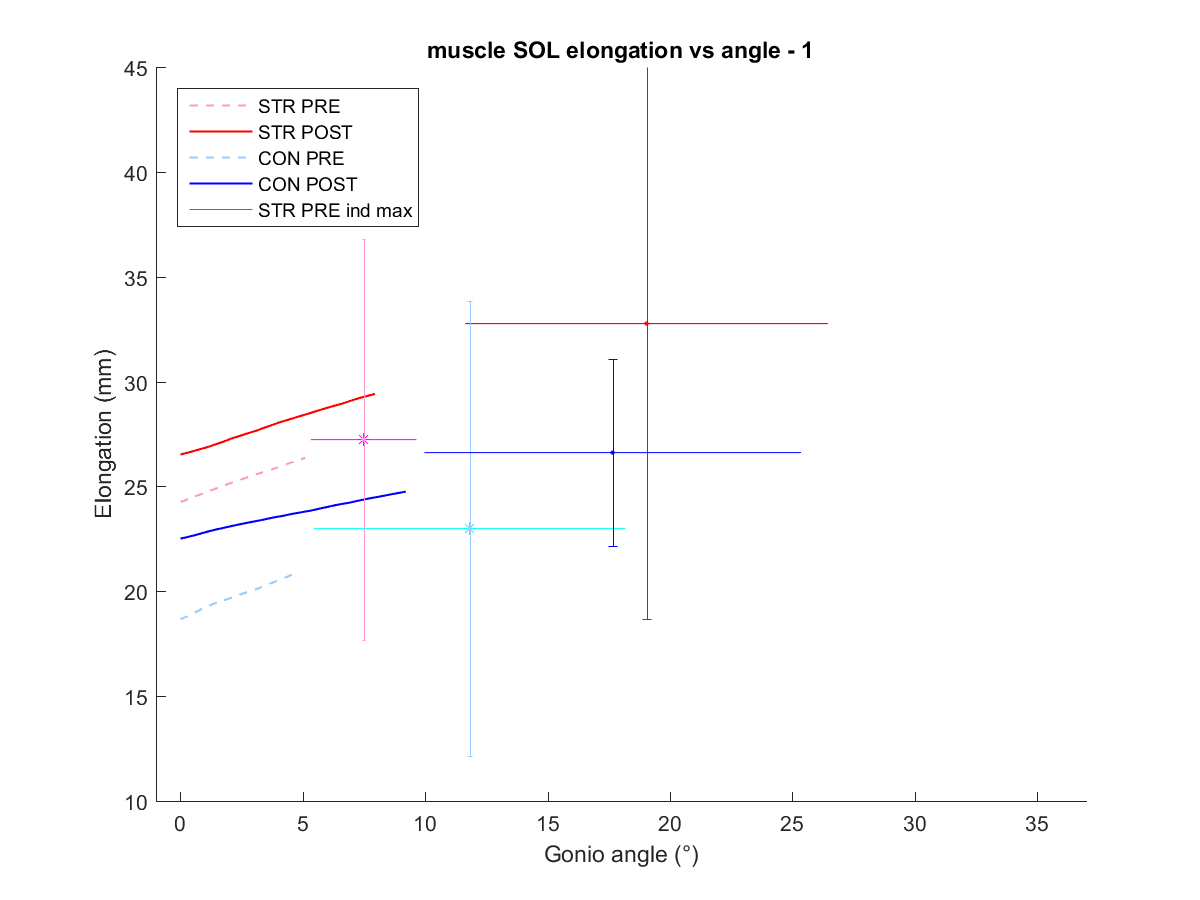 muscle SOL elongation vs angle - 1
45
40
35
30
25
20
15
10
Elongation (mm)
STR PRE
STR POST
CON PRE
CON POST
STR PRE ind max
0 5 10 15 20 25 30 35
Gonio angle (°)